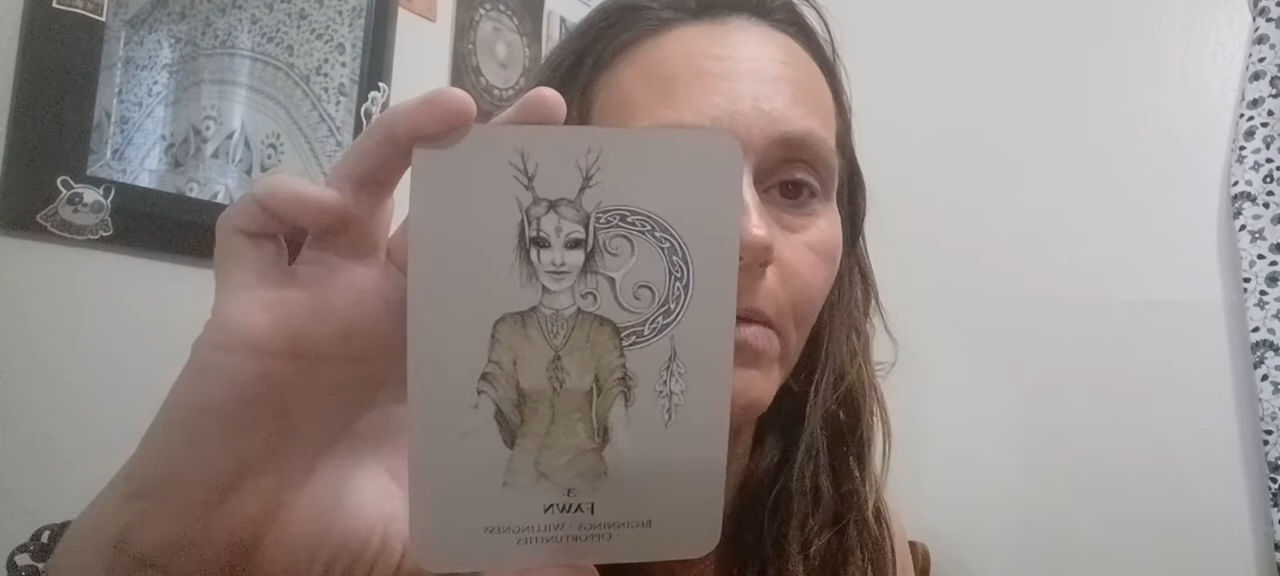 3.
FAWN
BEGINNINGS · WILLINGNESS
· OPPORTUNITIES